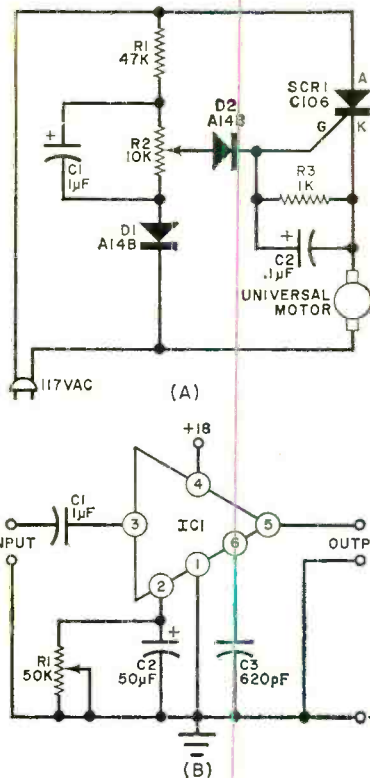 R1
47K
A
SCR1
C106
D2
A14B
G
K
+
C1
1µF
R2
10K
R3
1K
D1
A14B
+
C2
.1µF
UNIVERSAL
MOTOR
117VAC
(A)
+18
C1
1µF
4
3
IC1
5
6
INPUT
1
OUTP
2
+
R1
50K
C2
50µF
C3
620pF
(B)